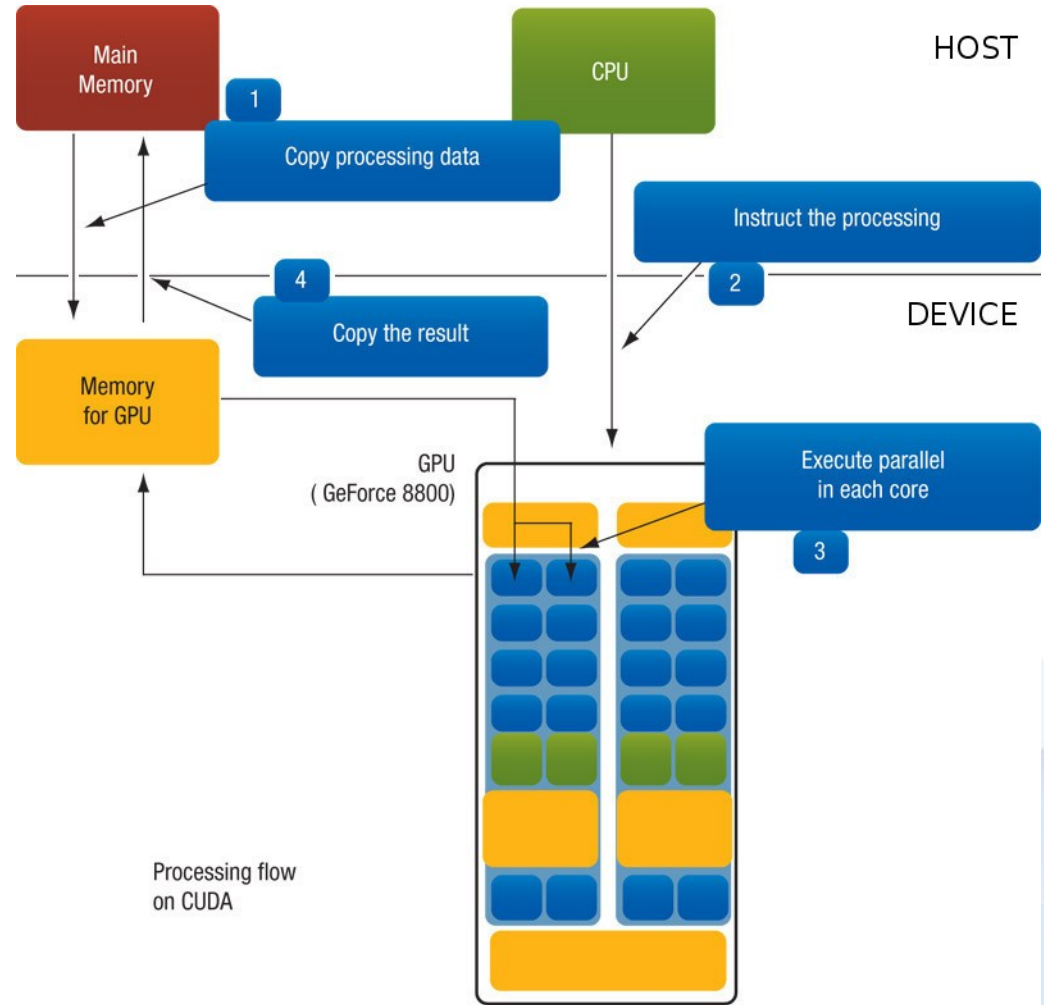 Main
Memory
CPU
HOST
1
Copy processing data
Instruct the processing
4
2
Copy the result
DEVICE
Memory
for GPU
GPU
( GeForce 8800)
Execute parallel
in each core
3
Processing flow
on CUDA